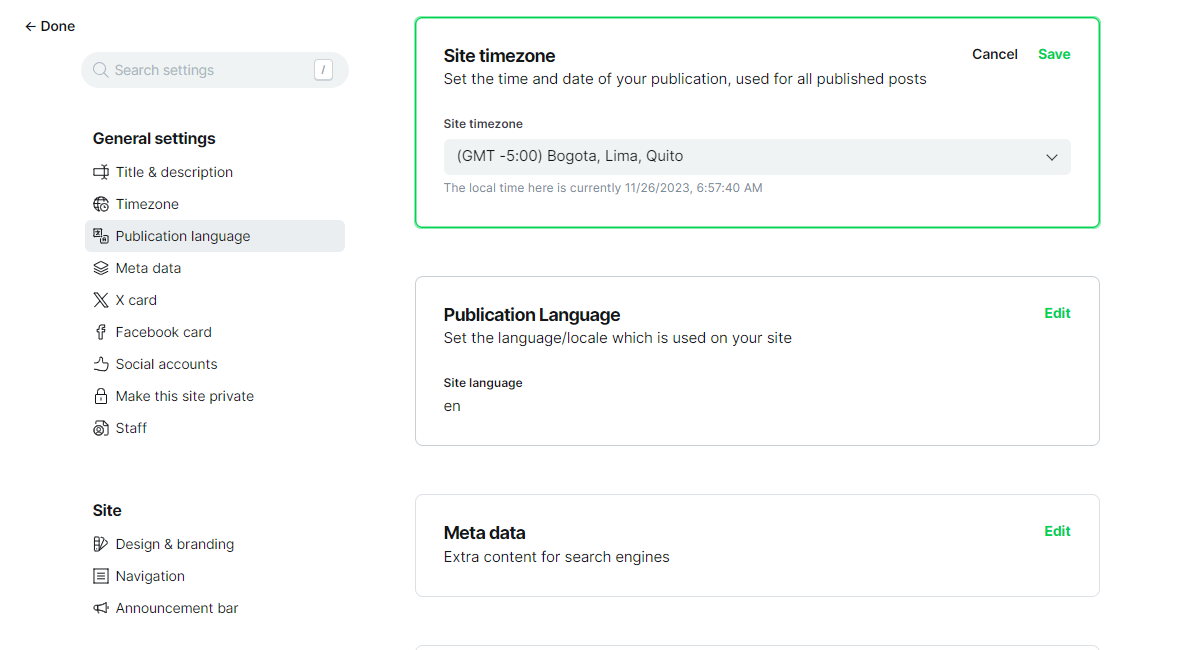 ← Done
Search settings /
General settings
Title & description
Timezone
Publication language
Meta data
X card
Facebook card
Social accounts
Make this site private
Staff
Site
Design & branding
Navigation
Announcement bar
Site timezone Cancel Save
Set the time and date of your publication, used for all published posts
Site timezone
(GMT -5:00) Bogota, Lima, Quito
The local time here is currently 11/26/2023, 6:57:40 AM
Publication Language Edit
Set the language/locale which is used on your site
Site language
en
Meta data Edit
Extra content for search engines